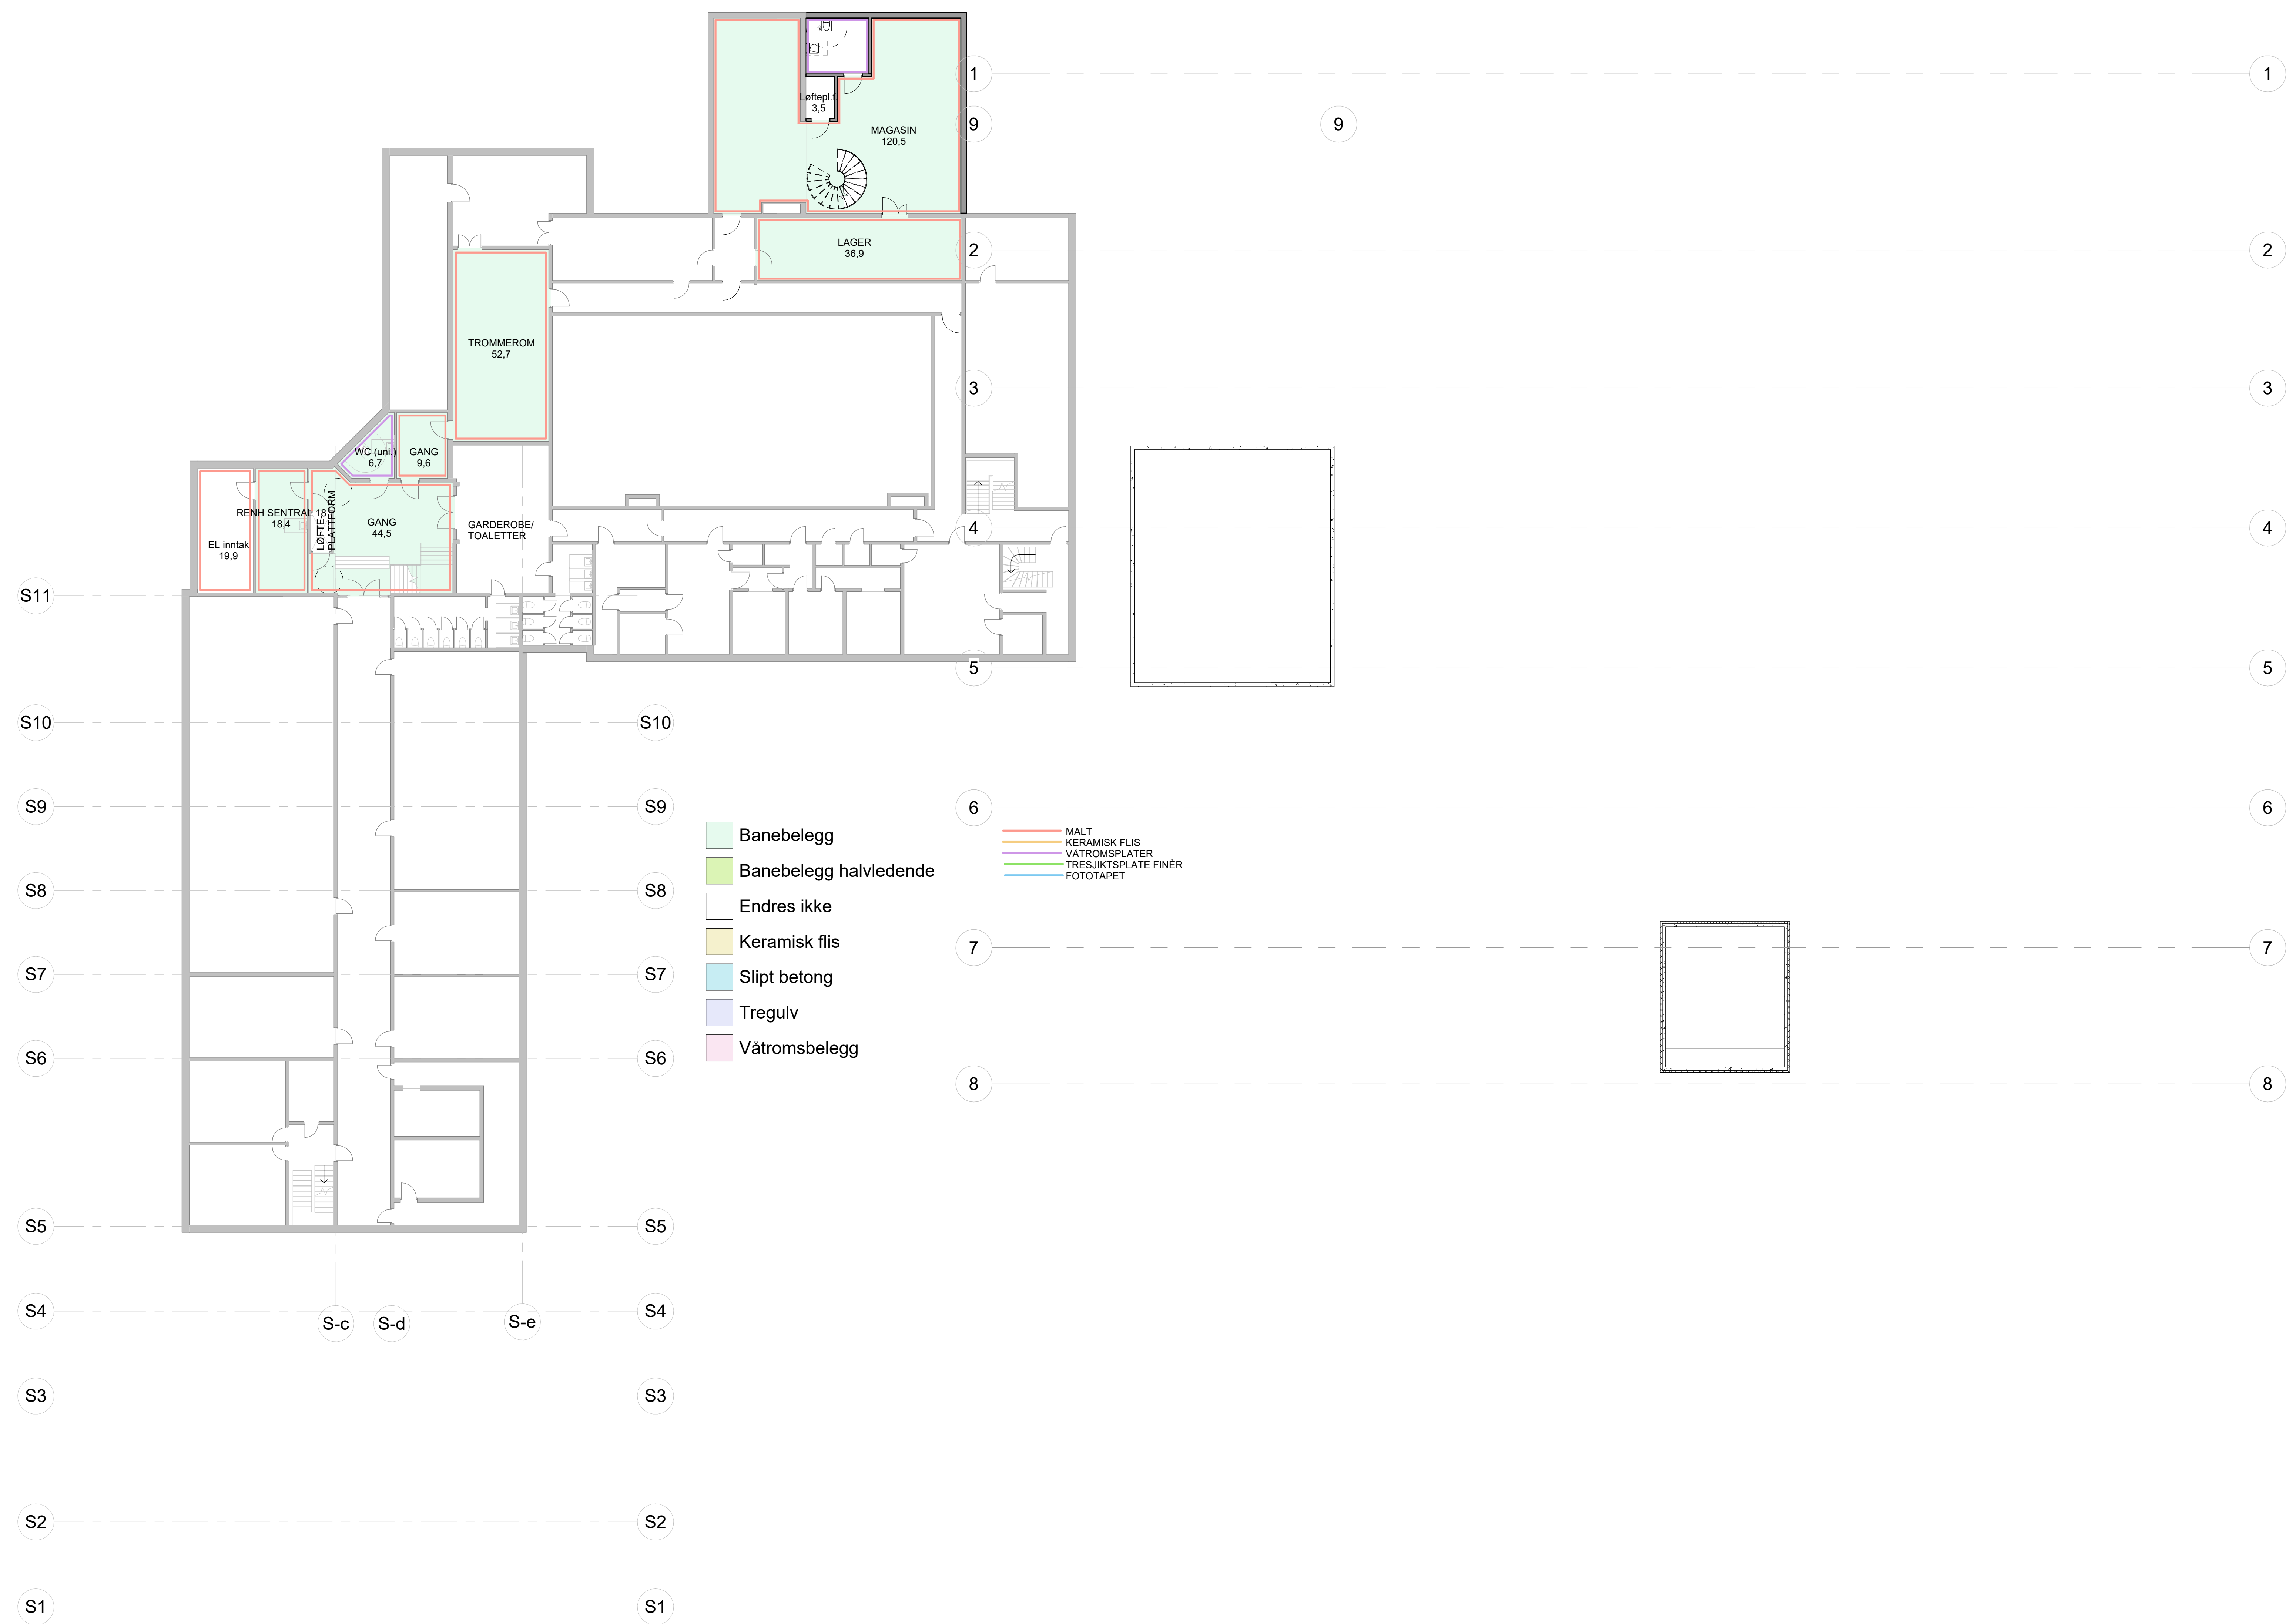 1
1
Løftepl.f.
3,5
9
9
MAGASIN
120,5
LAGER
36,9
2
2
TROMMEROM
52,7
3
3
WC (uni.)
6,7
GANG
9,6
RENH SENTRAL 18,
18,4
LØFTE-
PLATTFORM
GANG
44,5
GARDEROBE/
TOALETTER
EL inntak
19,9
4
4
S11
5
5
S10
S10
S9
S9
6
6
Banebelegg
Banebelegg halvledende
Endres ikke
Keramisk flis
Slipt betong
Tregulv
Våtromsbelegg
MALT
KERAMISK FLIS
VÅTROMSPLATER
TRESJIKTSPLATE FINÈR
FOTOTAPET
S8
S8
7
7
S7
S7
S6
S6
8
8
S5
S5
S4
S4
S-c
S-d
S-e
S3
S3
S2
S2
S1
S1